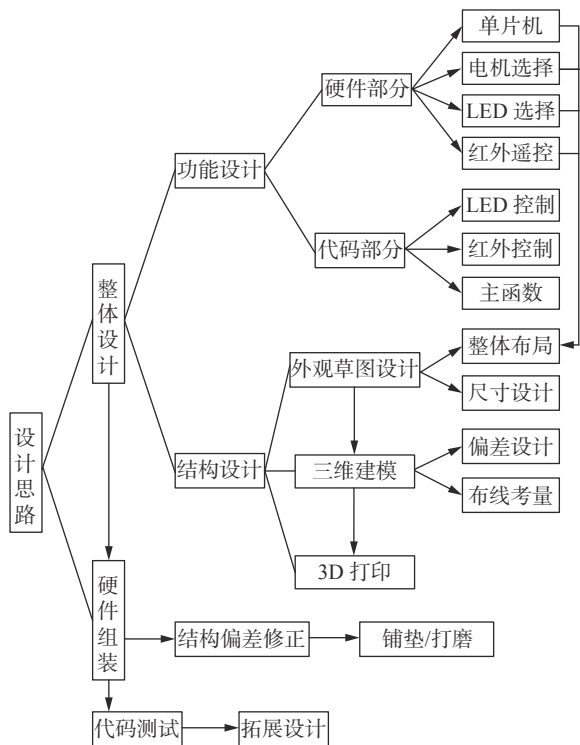 单片机
电机选择
硬件部分
LED 选择
红外遥控
功能设计
LED 控制
代码部分
红外控制
主函数
整体设计
整体布局
外观草图设计
尺寸设计
设计思路
结构设计
偏差设计
三维建模
布线考量
3D 打印
硬件组装
结构偏差修正
铺垫/打磨
代码测试
拓展设计